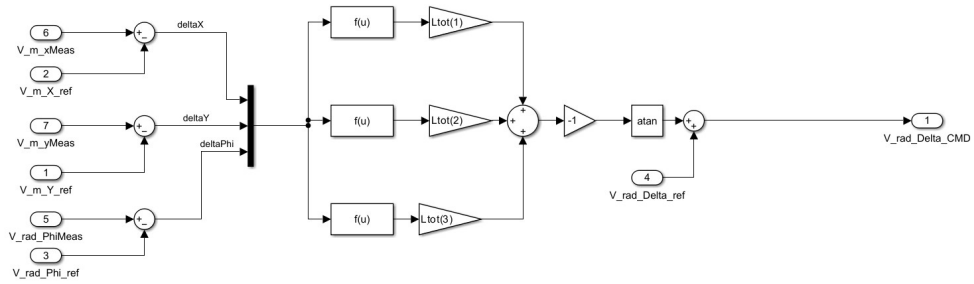 6
V_m_xMeas
2
V_m_X_ref
deltaX
7
V_m_yMeas
1
V_m_Y_ref
deltaY
5
V_rad_PhiMeas
3
V_rad_Phi_ref
deltaPhi
f(u)
Ltot(1)
f(u)
Ltot(2)
f(u)
Ltot(3)
-1
atan
4
V_rad_Delta_ref
1
V_rad_Delta_CMD